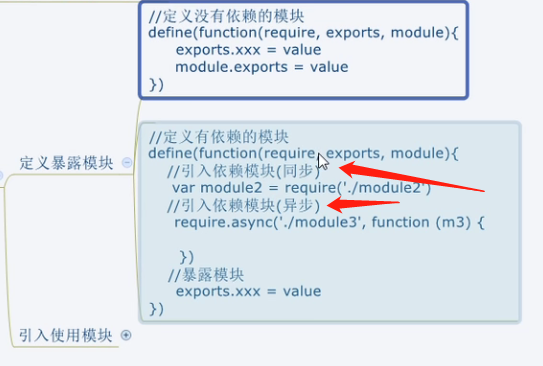 //定义没有依赖的模块
define(function(require, exports, module){
exports.xxx = value
module.exports = value
})
定义暴露模块
//定义有依赖的模块
define(function(require, exports, module){
//引入依赖模块(同步)
var module2 = require('./module2')
//引入依赖模块(异步)
require.async('./module3', function (m3) {
})
//暴露模块
exports.xxx = value
})
引入使用模块